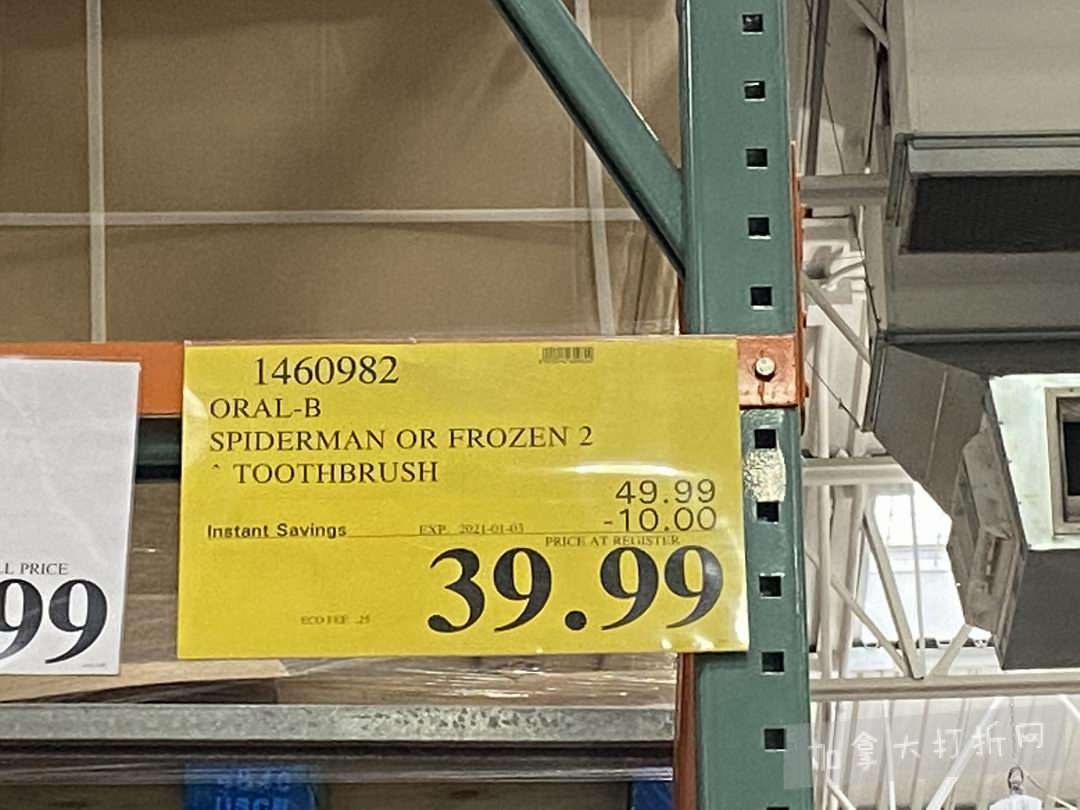 1460982
ORAL-B
SPIDERMAN OR FROZEN 2
^ TOOTHBRUSH
49.99
Instant Savings EXP. 2021-01-03 -10.00
PRICE AT REGISTER
39.99
ECO FEE .25
LL PRICE
99
加拿大打折网